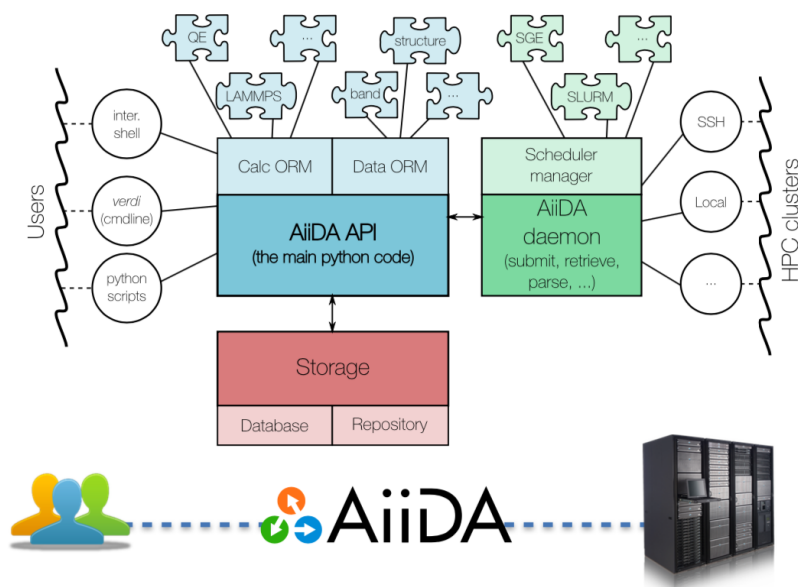 QE
...
structure
SGE
...
LAMMPS
band
...
SLURM
inter.
shell
Calc ORM
Data ORM
Scheduler
manager
SSH
Users
verdi
(cmdline)
AiiDA API
(the main python code)
AiiDA
daemon
(submit, retrieve,
parse, ...)
Local
HPC clusters
python
scripts
...
Storage
Database
Repository
AiiDA